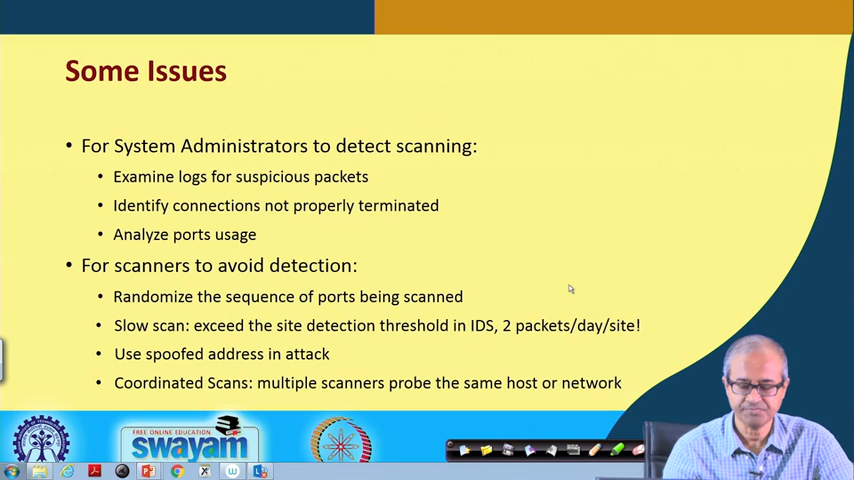 Some Issues
• For System Administrators to detect scanning:
• Examine logs for suspicious packets
• Identify connections not properly terminated
• Analyze ports usage
• For scanners to avoid detection:
• Randomize the sequence of ports being scanned
• Slow scan: exceed the site detection threshold in IDS, 2 packets/day/site!
• Use spoofed address in attack
• Coordinated Scans: multiple scanners probe the same host or network
FREE ONLINE EDUCATION
swayam